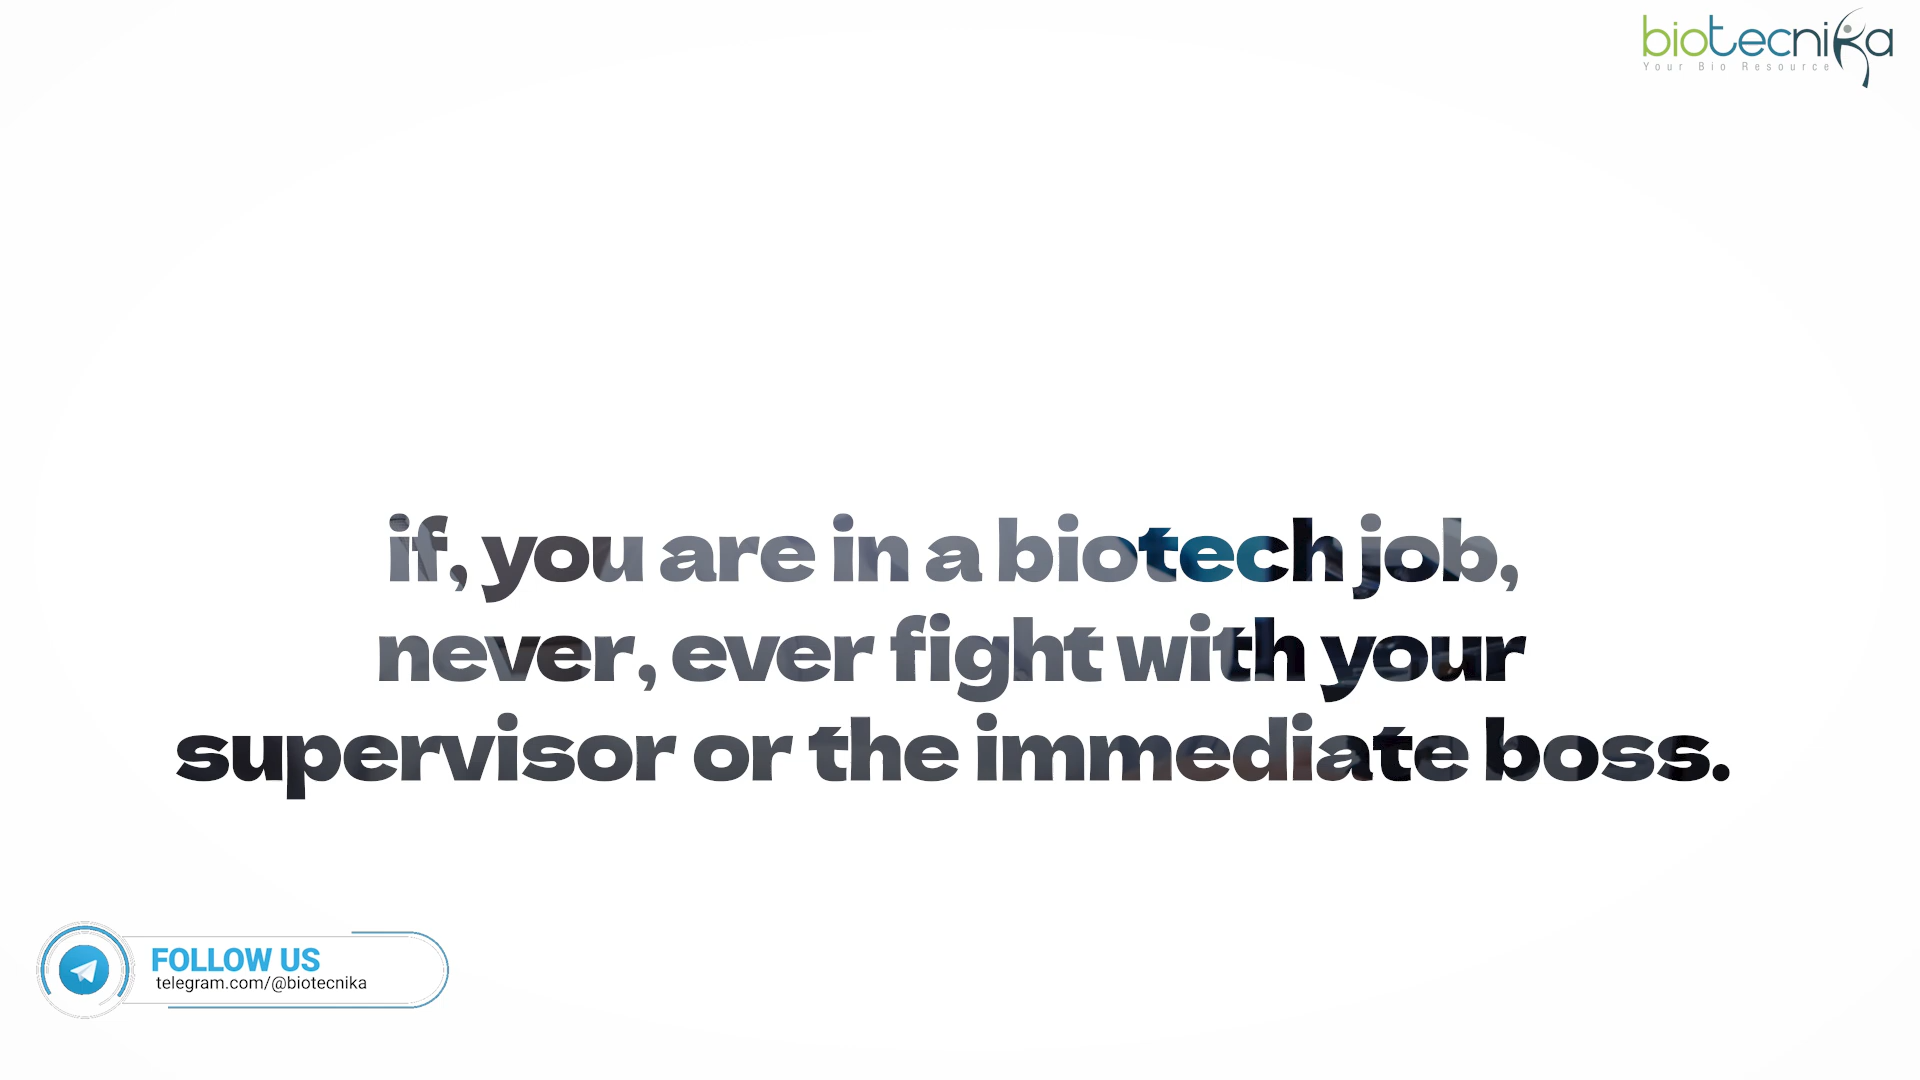 biotecnika
Your Bio Resource
if, you are in a biotech job,
never, ever fight with your
supervisor or the immediate boss.
FOLLOW US
telegram.com/@biotecnika